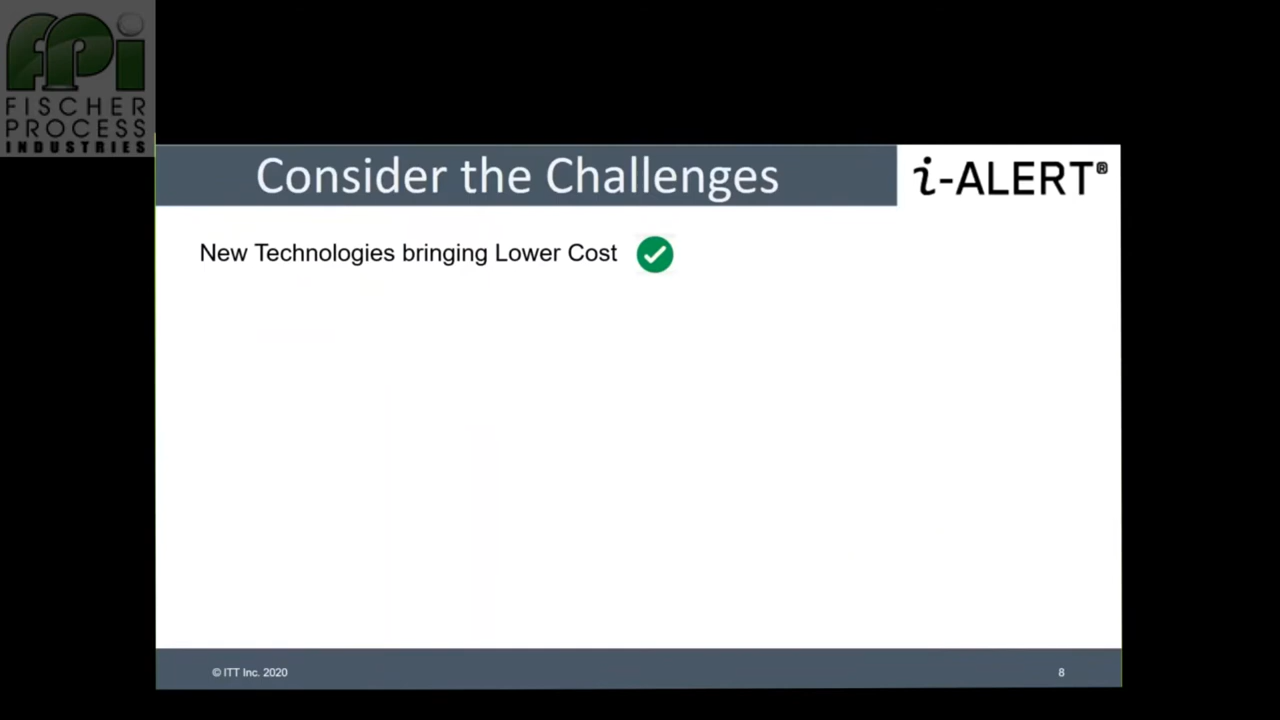 fpi
FISCHER
PROCESS
INDUSTRIES
Consider the Challenges
i-ALERT®
New Technologies bringing Lower Cost
© ITT Inc. 2020
8